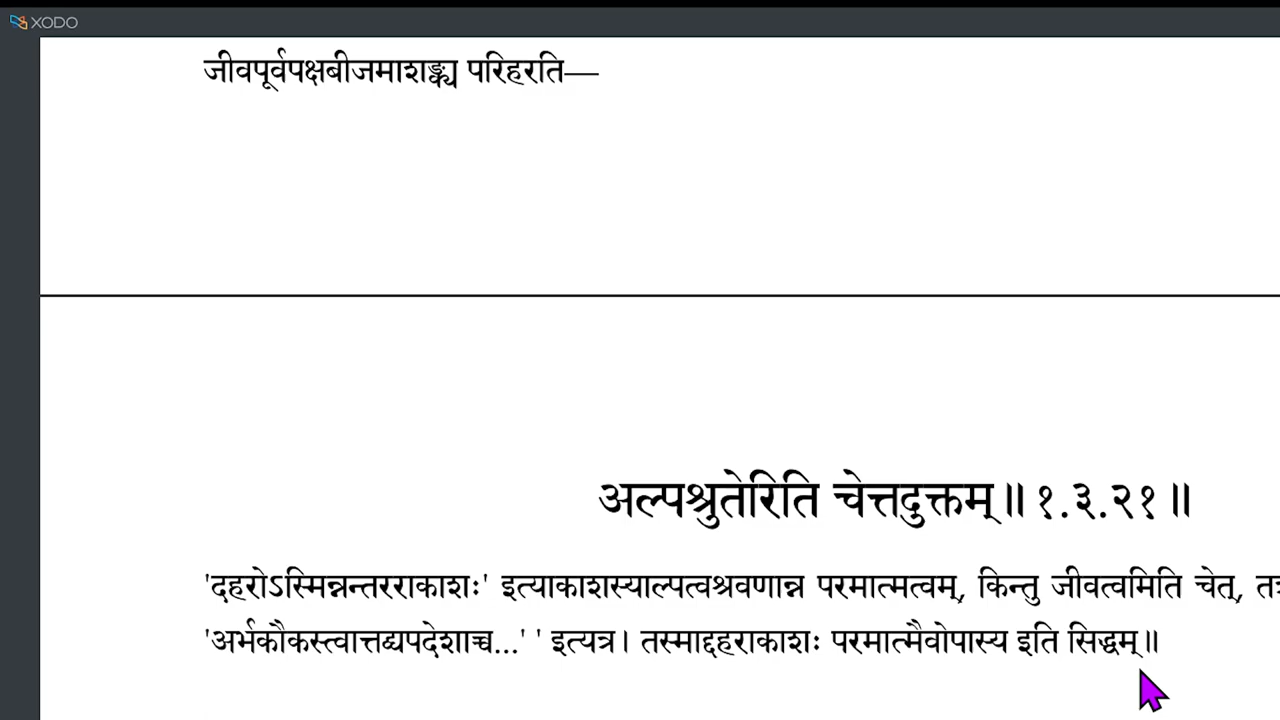 XODO
जीवपूर्वपक्षबीजमाशङ्क्य परिहरति—
अल्पश्रुतेरिति चेत्तदुक्तम्॥१.३.२१॥
'दहरोऽस्मिन्नन्तरराकाशः' इत्याकाशस्याल्पत्वश्रवणान्न परमात्मत्वम्, किन्तु जीवत्वमिति चेत्,
'अर्भकौकस्त्वात्तद्व्यपदेशाच्च...' ' इत्यत्र। तस्माद्दहराकाशः परमात्मैवोपास्य इति सिद्धम्॥